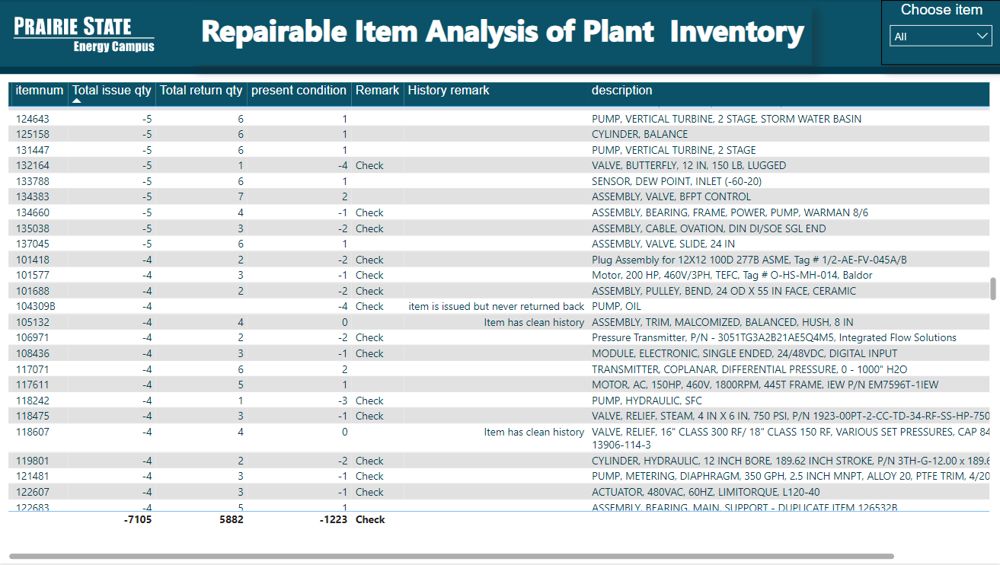 PRAIRIE STATE
Energy Campus
Repairable Item Analysis of Plant Inventory
Choose item
All
itemnum Total issue qty Total return qty present condition Remark History remark description
124643 -5 6 1 PUMP, VERTICAL TURBINE, 2 STAGE, STORM WATER BASIN
125158 -5 6 1 CYLINDER, BALANCE
131447 -5 6 1 PUMP, VERTICAL TURBINE, 2 STAGE
132164 -5 1 -4 Check VALVE, BUTTERFLY, 12 IN, 150 LB, LUGGED
133788 -5 6 1 SENSOR, DEW POINT, INLET (-60-20)
134383 -5 7 2 ASSEMBLY, VALVE, BFPT CONTROL
134660 -5 4 -1 Check ASSEMBLY, BEARING, FRAME, POWER, PUMP, WARMAN 8/6
135038 -5 3 -2 Check ASSEMBLY, CABLE, OVATION, DIN DI/SOE SGL END
137045 -5 6 1 ASSEMBLY, VALVE, SLIDE, 24 IN
101418 -4 2 -2 Check Plug Assembly for 12X12 100D 277B ASME, Tag # 1/2-AE-FV-045A/B
101577 -4 3 -1 Check Motor, 200 HP, 460V/3PH, TEFC, Tag # O-HS-MH-014, Baldor
101688 -4 2 -2 Check ASSEMBLY, PULLEY, BEND, 24 OD X 55 IN FACE, CERAMIC
104309B -4 -4 Check item is issued but never returned back PUMP, OIL
105132 -4 4 0 Item has clean history ASSEMBLY, TRIM, MALCOMIZED, BALANCED, HUSH, 8 IN
106971 -4 2 -2 Check Pressure Transmitter, P/N - 3051TG3A2B21AE5Q4M5, Integrated Flow Solutions
108436 -4 3 -1 Check MODULE, ELECTRONIC, SINGLE ENDED, 24/48VDC, DIGITAL INPUT
117071 -4 6 2 TRANSMITTER, COPLANAR, DIFFERENTIAL PRESSURE, 0 - 1000" H2O
117611 -4 5 1 MOTOR, AC, 150HP, 460V, 1800RPM, 445T FRAME, IEW P/N EM7596T-1IEW
118242 -4 1 -3 Check PUMP, HYDRAULIC, SFC
118475 -4 3 -1 Check VALVE, RELIEF, STEAM, 4 IN X 6 IN, 750 PSI, P/N 1923-00PT-2-CC-TD-34-RF-SS-HP-750
118607 -4 4 0 Item has clean history VALVE, RELIEF, 16" CLASS 300 RF/ 18" CLASS 150 RF, VARIOUS SET PRESSURES, CAP 84
13906-114-3
119801 -4 2 -2 Check CYLINDER, HYDRAULIC, 12 INCH BORE, 189.62 INCH STROKE, P/N 3TH-G-12.00 x 189.6
121481 -4 3 -1 Check PUMP, METERING, DIAPHRAGM, 350 GPH, 2.5 INCH MNPT, ALLOY 20, PTFE TRIM, 4/20
122607 -4 3 -1 Check ACTUATOR, 480VAC, 60HZ, LIMITORQUE, L120-40
122683 -4 5 1 ASSEMBLY, BEARING, MAIN, SUPPORT - DUPLICATE ITEM 126532B
-7105 5882 -1223 Check